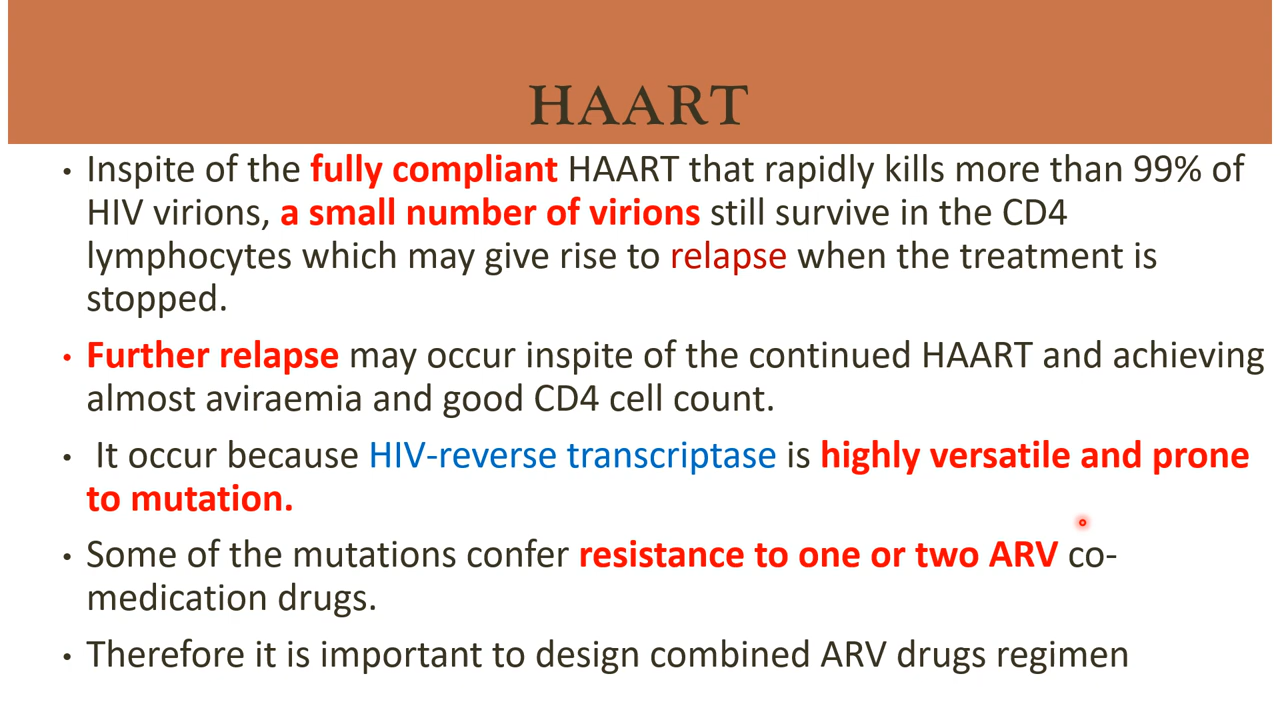 HAART
• Inspite of the fully compliant HAART that rapidly kills more than 99% of
HIV virions, a small number of virions still survive in the CD4
lymphocytes which may give rise to relapse when the treatment is
stopped.
• Further relapse may occur inspite of the continued HAART and achieving
almost aviraemia and good CD4 cell count.
• It occur because HIV-reverse transcriptase is highly versatile and prone
to mutation.
• Some of the mutations confer resistance to one or two ARV co-
medication drugs.
• Therefore it is important to design combined ARV drugs regimen